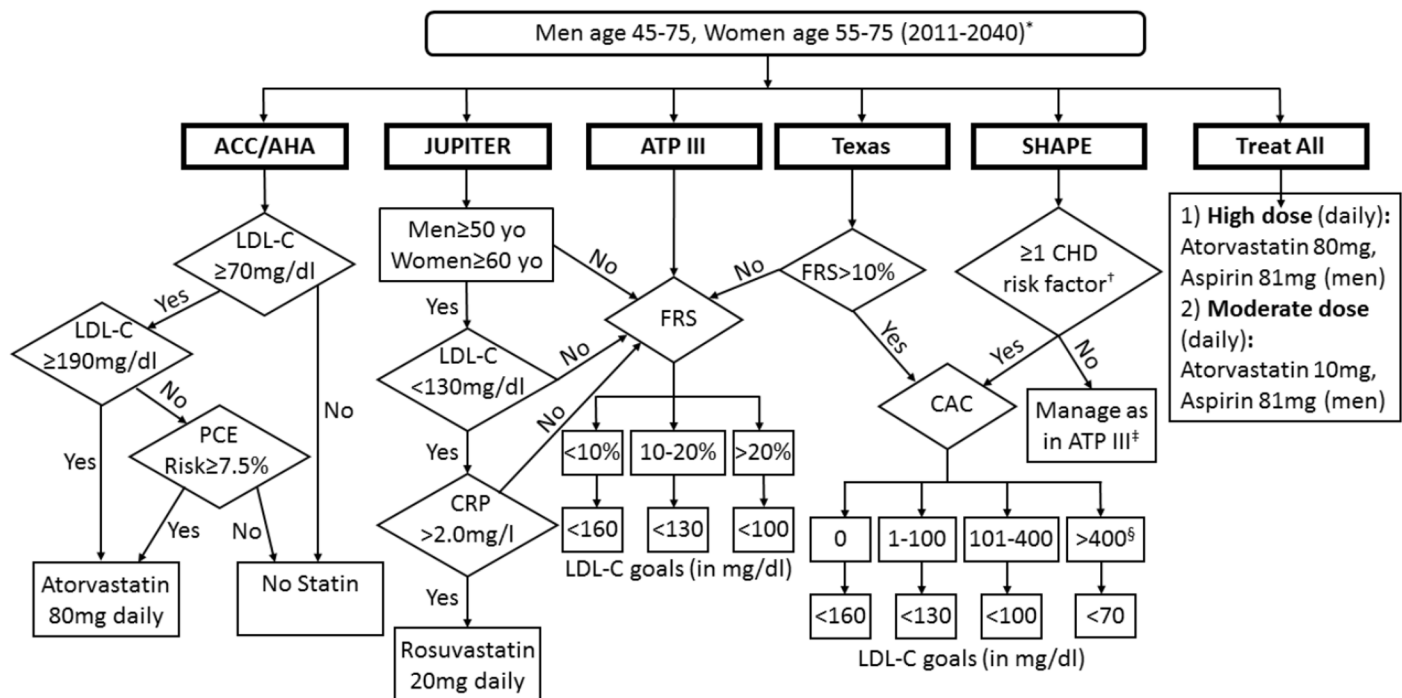 Men age 45-75, Women age 55-75 (2011-2040)*
ACC/AHA
JUPITER
ATP III
Texas
SHAPE
Treat All
LDL-C
≥70mg/dl
Yes
No
LDL-C
≥190mg/dl
Yes
No
PCE
Risk≥7.5%
Yes
No
Atorvastatin
80mg daily
No Statin
Men≥50 yo
Women≥60 yo
No
Yes
LDL-C
<130mg/dl
No
Yes
CRP
>2.0mg/l
No
Yes
Rosuvastatin
20mg daily
FRS
<10%
10-20%
>20%
<160
<130
<100
LDL-C goals (in mg/dl)
FRS>10%
No
Yes
≥1 CHD
risk factor†
Yes
No
CAC
Manage as
in ATP III‡
0
1-100
101-400
>400§
<160
<130
<100
<70
LDL-C goals (in mg/dl)
1) High dose (daily):
Atorvastatin 80mg,
Aspirin 81mg (men)
2) Moderate dose
(daily):
Atorvastatin 10mg,
Aspirin 81mg (men)